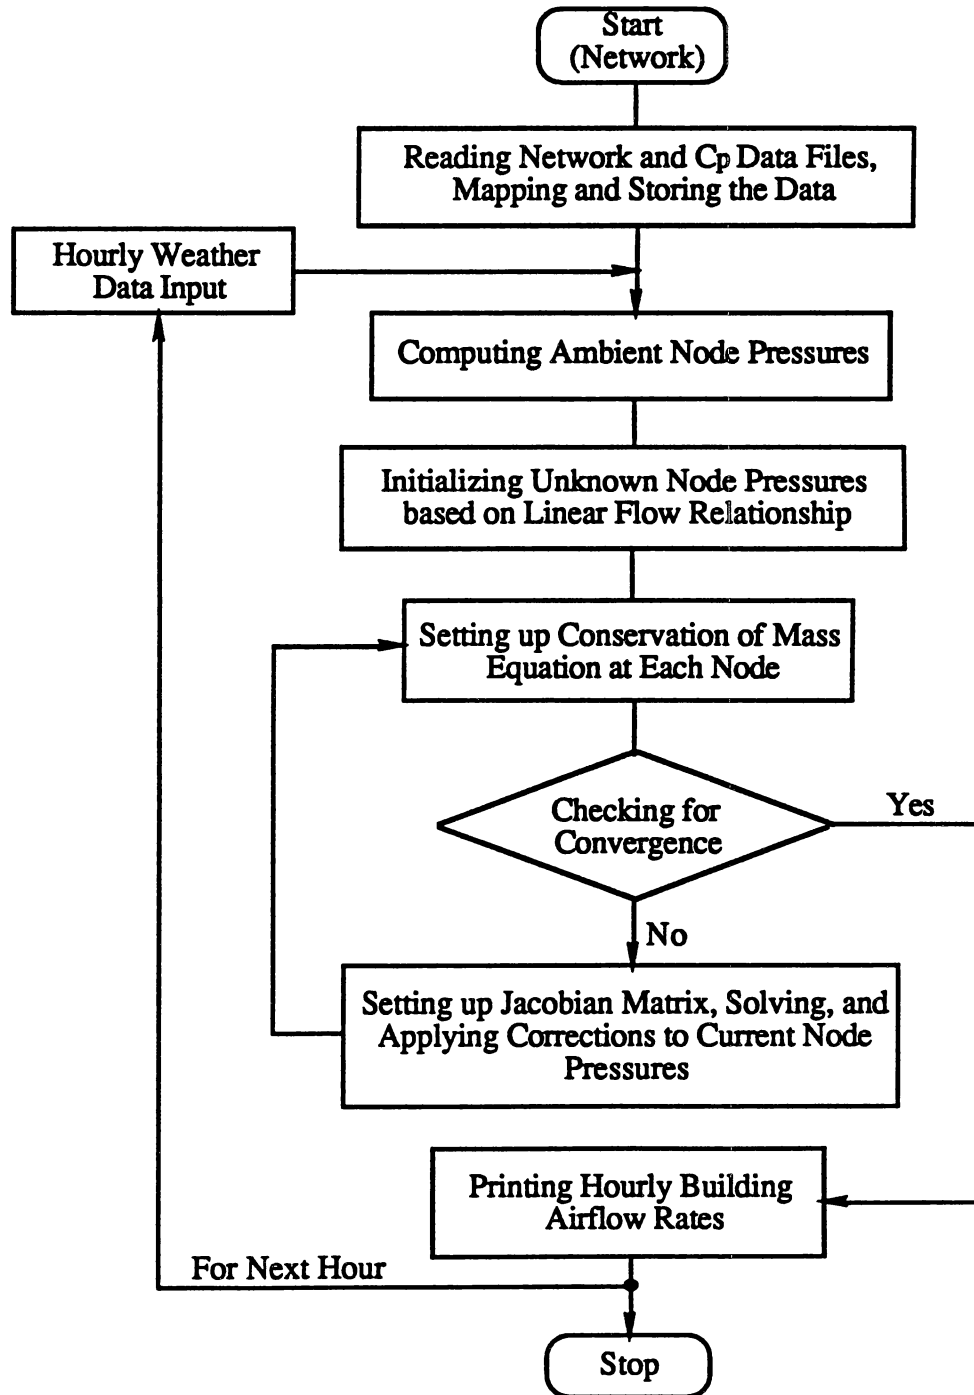 Start
(Network)
Reading Network and Cp Data Files,
Mapping and Storing the Data
Hourly Weather
Data Input
Computing Ambient Node Pressures
Initializing Unknown Node Pressures
based on Linear Flow Relationship
Setting up Conservation of Mass
Equation at Each Node
Checking for
Convergence
Yes
No
Setting up Jacobian Matrix, Solving, and
Applying Corrections to Current Node
Pressures
Printing Hourly Building
Airflow Rates
For Next Hour
Stop